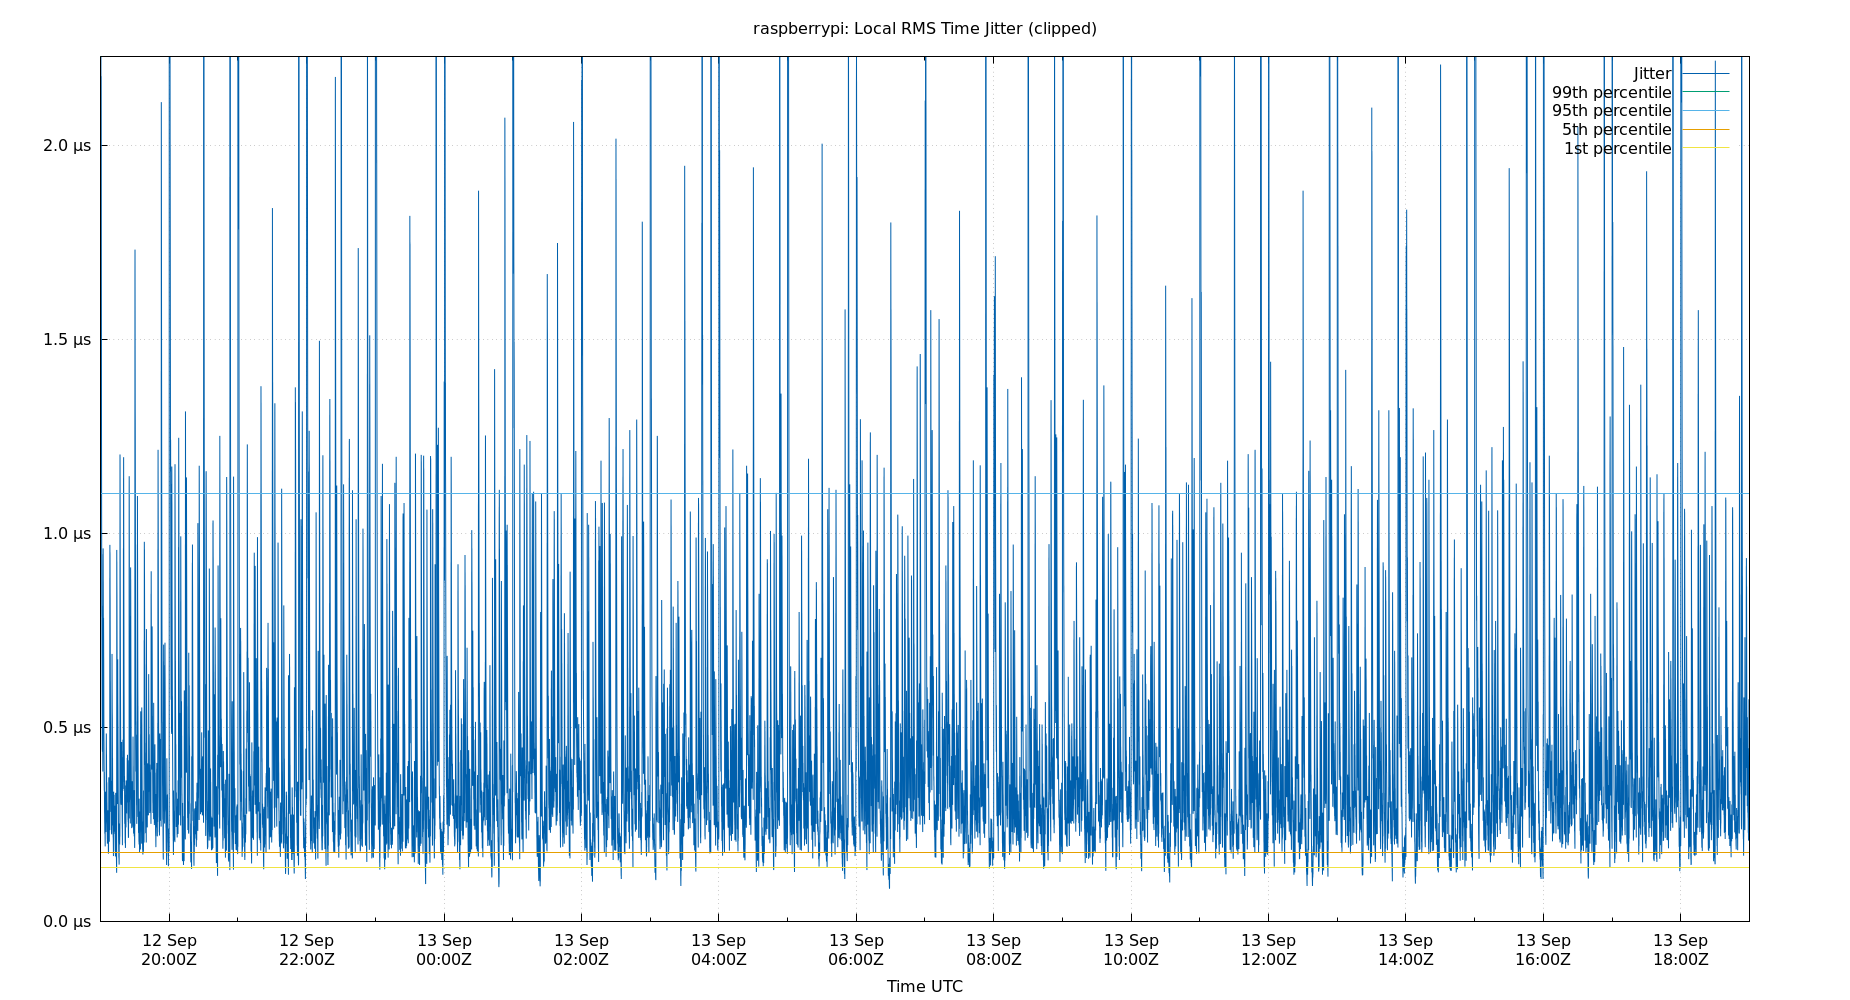 raspberrypi: Local RMS Time Jitter (clipped)
Jitter
99th percentile
95th percentile
5th percentile
1st percentile
2.0 µs
1.5 µs
1.0 µs
0.5 µs
0.0 µs
12 Sep 12 Sep 13 Sep 13 Sep 13 Sep 13 Sep 13 Sep 13 Sep 13 Sep 13 Sep 13 Sep 13 Sep
20:00Z 22:00Z 00:00Z 02:00Z 04:00Z 06:00Z 08:00Z 10:00Z 12:00Z 14:00Z 16:00Z 18:00Z
Time UTC